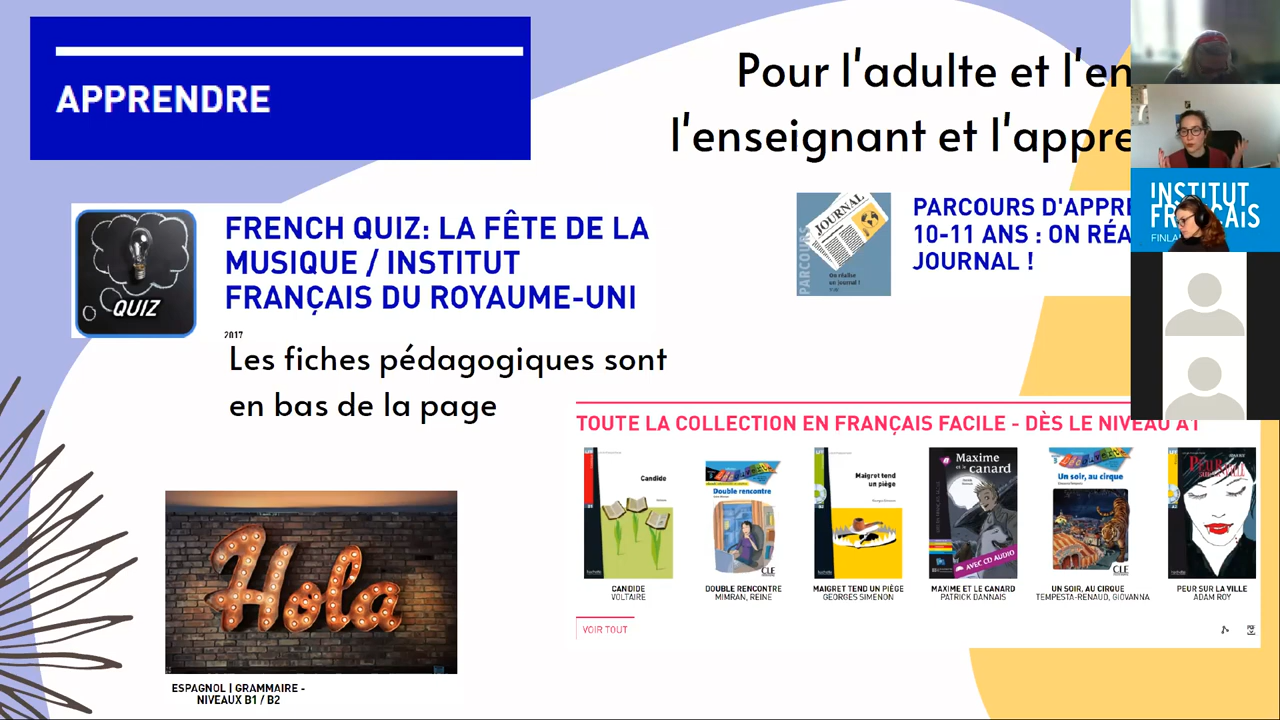 APPRENDRE
Pour l'adulte et l'en
l'enseignant et l'appre
INSTITUT
FRANÇAIS
FINLA
QUIZ
FRENCH QUIZ: LA FÊTE DE LA
MUSIQUE / INSTITUT
FRANÇAIS DU ROYAUME-UNI
2017
Les fiches pédagogiques sont
en bas de la page
PARCOURS
JOURNAL
On réalise
un journal !
PARCOURS D'APPRE
10-11 ANS : ON RÉA
JOURNAL !
TOUTE LA COLLECTION EN FRANÇAIS FACILE - DÈS LE NIVEAU A1
Candide
Double rencontre
CLE
Maigret tend
un piège
Maxime
et le canard
AVEC CD AUDIO
Un soir, au cirque
CLE
Peur sur la ville
CANDIDE
VOLTAIRE
DOUBLE RENCONTRE
MIMRAN, REINE
MAIGRET TEND UN PIÈGE
GEORGES SIMENON
MAXIME ET LE CANARD
PATRICK DANNAIS
UN SOIR, AU CIRQUE
TEMPESTA-RENAUD, GIOVANNA
PEUR SUR LA VILLE
ADAM ROY
VOIR TOUT
Hola
ESPAGNOL | GRAMMAIRE -
NIVEAUX B1 / B2